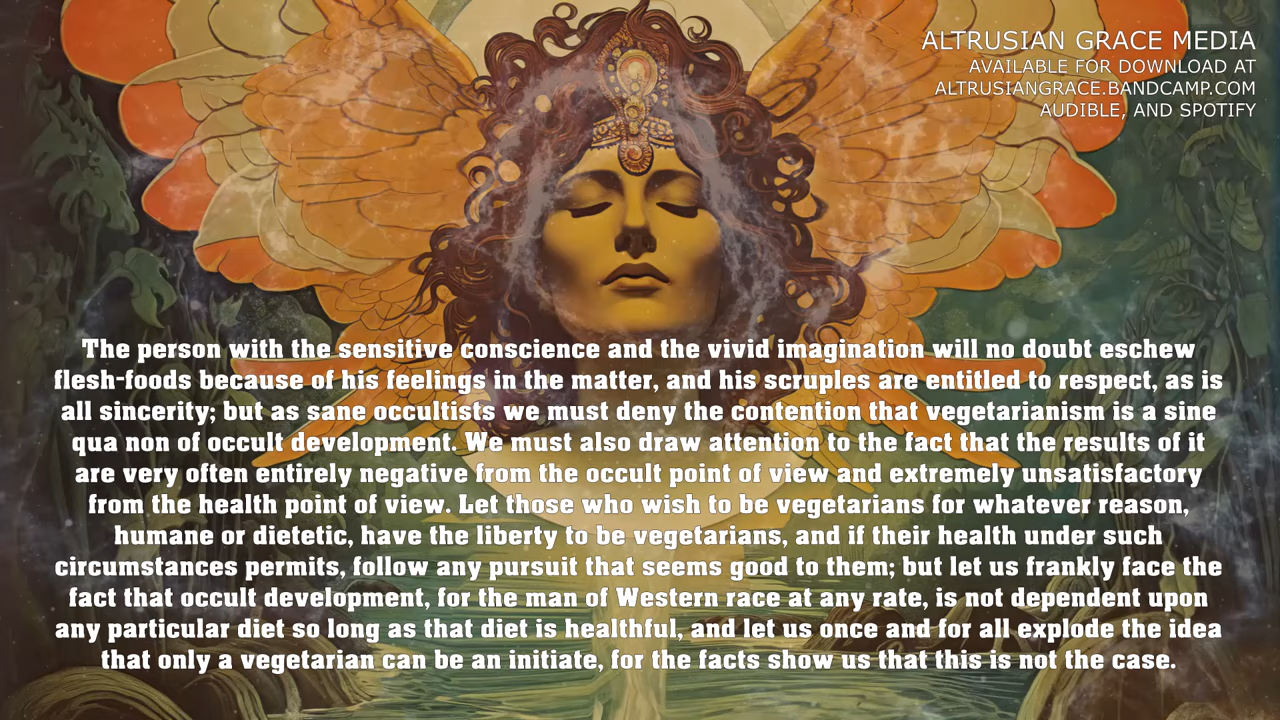 ALTRUSIAN GRACE MEDIA
AVAILABLE FOR DOWNLOAD AT
ALTRUSIANGRACE.BANDCAMP.COM
AUDIBLE, AND SPOTIFY
The person with the sensitive conscience and the vivid imagination will no doubt eschew
flesh-foods because of his feelings in the matter, and his scruples are entitled to respect, as is
all sincerity; but as sane occultists we must deny the contention that vegetarianism is a sine
qua non of occult development. We must also draw attention to the fact that the results of it
are very often entirely negative from the occult point of view and extremely unsatisfactory
from the health point of view. Let those who wish to be vegetarians for whatever reason,
humane or dietetic, have the liberty to be vegetarians, and if their health under such
circumstances permits, follow any pursuit that seems good to them; but let us frankly face the
fact that occult development, for the man of Western race at any rate, is not dependent upon
any particular diet so long as that diet is healthful, and let us once and for all explode the idea
that only a vegetarian can be an initiate, for the facts show us that this is not the case.